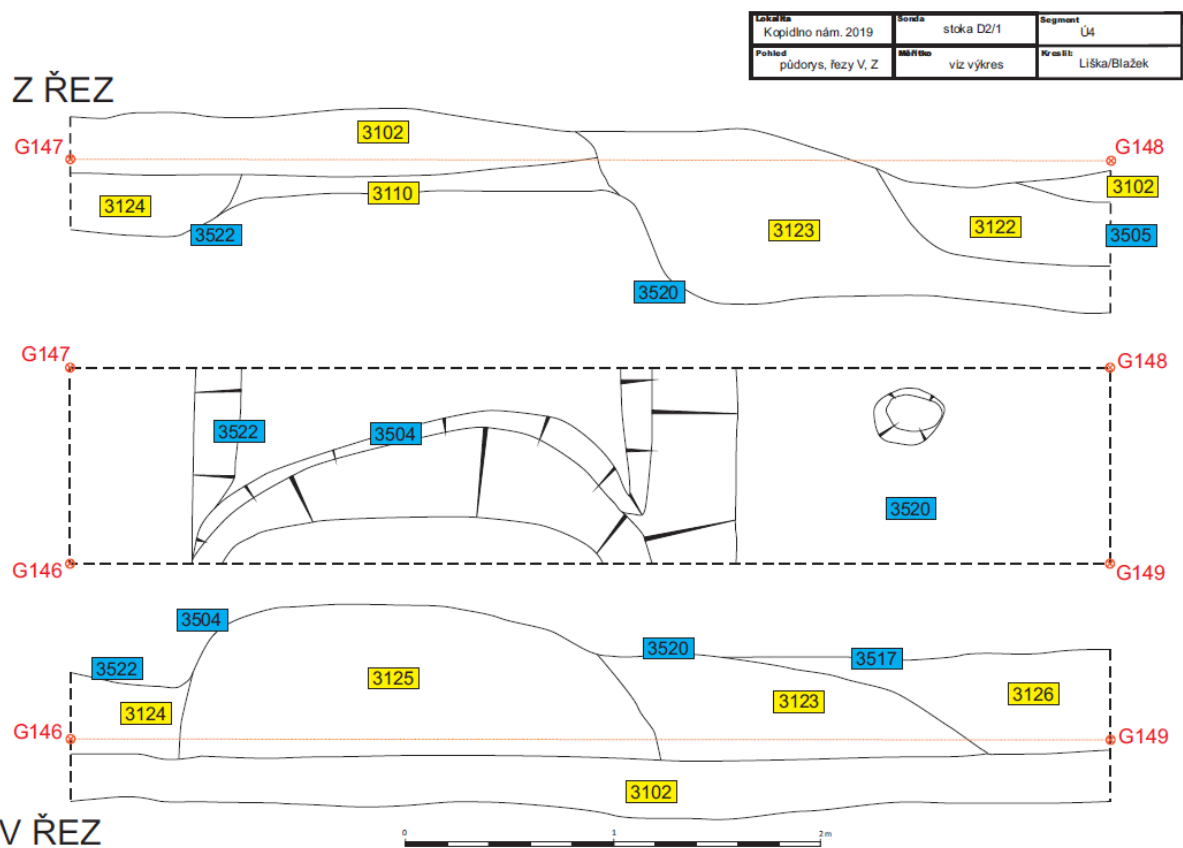 Lokalita Sonda Segment
Kopidlno nám. 2019 stoka D2/1 Ú4
Pohled Měřítko Kreslil:
půdorys, řezy V, Z viz výkres Liška/Blažek
Z ŘEZ
3102
G147 G148
3110 3102
3124
3522 3123 3122 3505
3520
G147 G148
3522 3504
3520
G146 G149
3504
3522 3520 3517
3125
3124 3123 3126
G146 G149
3102
V ŘEZ
0 1 2m